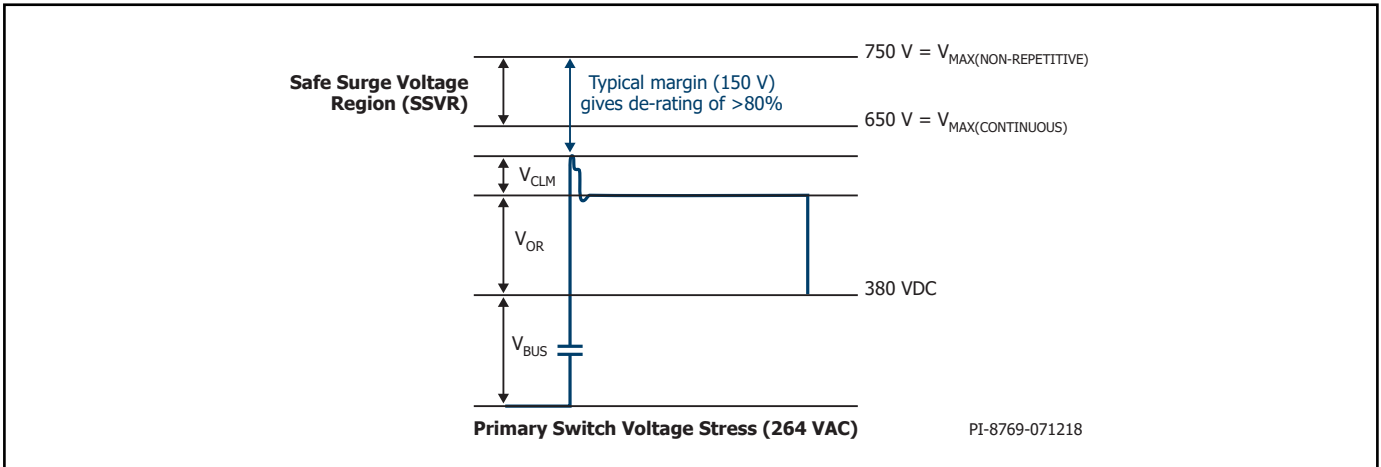 750 V = VMAX(NON-REPETITIVE)
Safe Surge Voltage
Region (SSVR)
Typical margin (150 V)
gives de-rating of >80%
650 V = VMAX(CONTINUOUS)
VCLM
VOR
380 VDC
VBUS
Primary Switch Voltage Stress (264 VAC)
PI-8769-071218